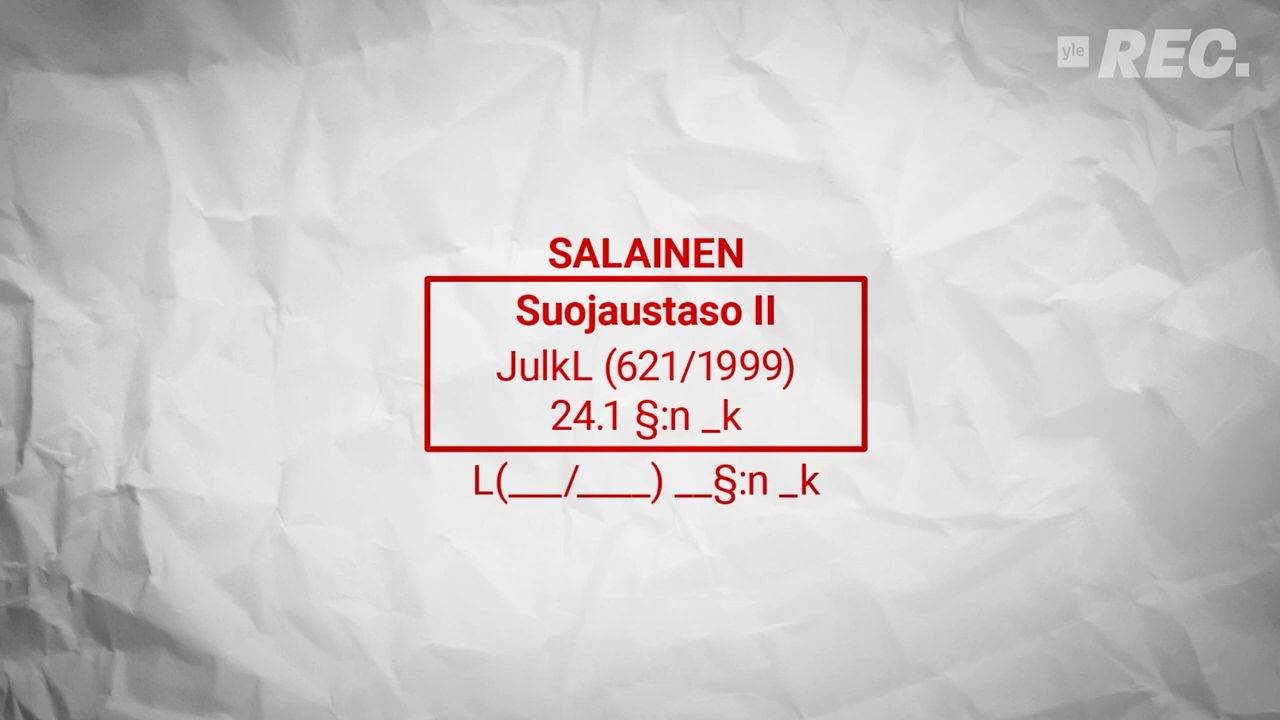 yle REC.
SALAINEN
Suojaustaso II
JulkL (621/1999)
24.1 §:n _k
L(___/____) __§:n _k